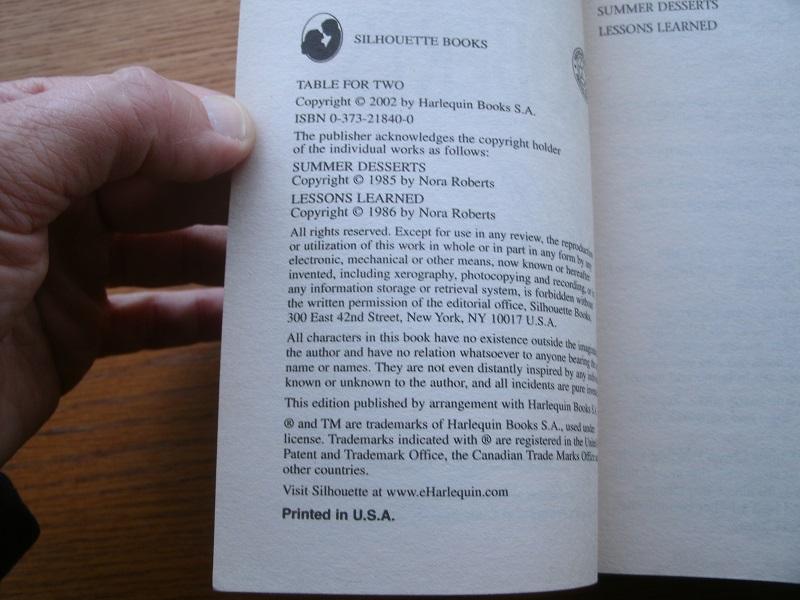 SILHOUETTE BOOKS
TABLE FOR TWO
Copyright © 2002 by Harlequin Books S.A.
ISBN 0-373-21840-0
The publisher acknowledges the copyright holder
of the individual works as follows:
SUMMER DESSERTS
Copyright © 1985 by Nora Roberts
LESSONS LEARNED
Copyright © 1986 by Nora Roberts
All rights reserved. Except for use in any review, the reproduction
or utilization of this work in whole or in part in any form by any
electronic, mechanical or other means, now known or hereafter
invented, including xerography, photocopying and recording, or in
any information storage or retrieval system, is forbidden without
the written permission of the editorial office, Silhouette Books,
300 East 42nd Street, New York, NY 10017 U.S.A.
All characters in this book have no existence outside the
the author and have no relation whatsoever to anyone bearing the
name or names. They are not even distantly inspired by any
known or unknown to the author, and all incidents are pure
This edition published by arrangement with Harlequin Books S.A.
® and TM are trademarks of Harlequin Books S.A., used under
license. Trademarks indicated with ® are registered in the
Patent and Trademark Office, the Canadian Trade Marks Office
other countries.
Visit Silhouette at www.eHarlequin.com
Printed in U.S.A.
SUMMER DESSERTS
LESSONS LEARNED